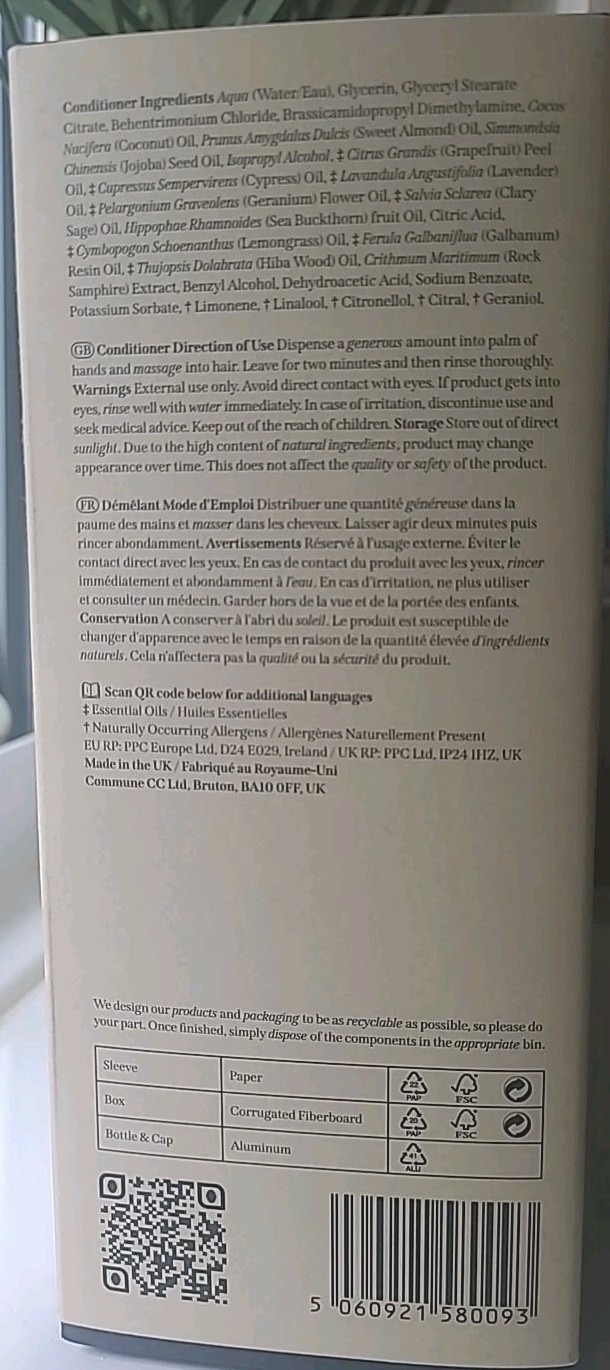 Conditioner Ingredients Aqua (Water/Eau), Glycerin, Glyceryl Stearate
Citrate, Behentrimonium Chloride, Brassicamidopropyl Dimethylamine, Cocos
Nucifera (Coconut) Oil, Prunus Amygdalus Dulcis (Sweet Almond) Oil, Simmondsia
Chinensis (Jojoba) Seed Oil, Isopropyl Alcohol, ‡ Citrus Grandis (Grapefruit) Peel
Oil, ‡ Cupressus Sempervirens (Cypress) Oil, ‡ Lavandula Angustifolia (Lavender)
Oil, ‡ Pelargonium Graveolens (Geranium) Flower Oil, ‡ Salvia Sclarea (Clary
Sage) Oil, Hippophae Rhamnoides (Sea Buckthorn) fruit Oil, Citric Acid,
‡ Cymbopogon Schoenanthus (Lemongrass) Oil, ‡ Ferula Galbaniflua (Galbanum)
Resin Oil, ‡ Thujopsis Dolabrata (Hiba Wood) Oil, Crithmum Maritimum (Rock
Samphire) Extract, Benzyl Alcohol, Dehydroacetic Acid, Sodium Benzoate,
Potassium Sorbate, † Limonene, † Linalool, † Citronellol, † Citral, † Geraniol.
GB Conditioner Direction of Use Dispense a generous amount into palm of
hands and massage into hair. Leave for two minutes and then rinse thoroughly.
Warnings External use only. Avoid direct contact with eyes. If product gets into
eyes, rinse well with water immediately. In case of irritation, discontinue use and
seek medical advice. Keep out of the reach of children. Storage Store out of direct
sunlight. Due to the high content of natural ingredients, product may change
appearance over time. This does not affect the quality or safety of the product.
FR Démêlant Mode d'Emploi Distribuer une quantité généreuse dans la
paume des mains et masser dans les cheveux. Laisser agir deux minutes puis
rincer abondamment. Avertissements Réservé à l'usage externe. Éviter le
contact direct avec les yeux. En cas de contact du produit avec les yeux, rincer
immédiatement et abondamment à l'eau. En cas d'irritation, ne plus utiliser
et consulter un médecin. Garder hors de la vue et de la portée des enfants.
Conservation A conserver à l'abri du soleil. Le produit est susceptible de
changer d'apparence avec le temps en raison de la quantité élevée d'ingrédients
naturels. Cela n'affectera pas la qualité ou la sécurité du produit.
Scan QR code below for additional languages
‡ Essential Oils / Huiles Essentielles
† Naturally Occurring Allergens / Allergènes Naturellement Present
EU RP: PPC Europe Ltd, D24 E029, Ireland / UK RP: PPC Ltd, IP24 1HZ, UK
Made in the UK / Fabriqué au Royaume-Uni
Commune CC Ltd, Bruton, BA10 0FF, UK
We design our products and packaging to be as recyclable as possible, so please do
your part. Once finished, simply dispose of the components in the appropriate bin.
Sleeve Paper 22 PAP FSC
Box Corrugated Fiberboard 20 PAP FSC
Bottle & Cap Aluminum 41 ALU
5 060921 580093